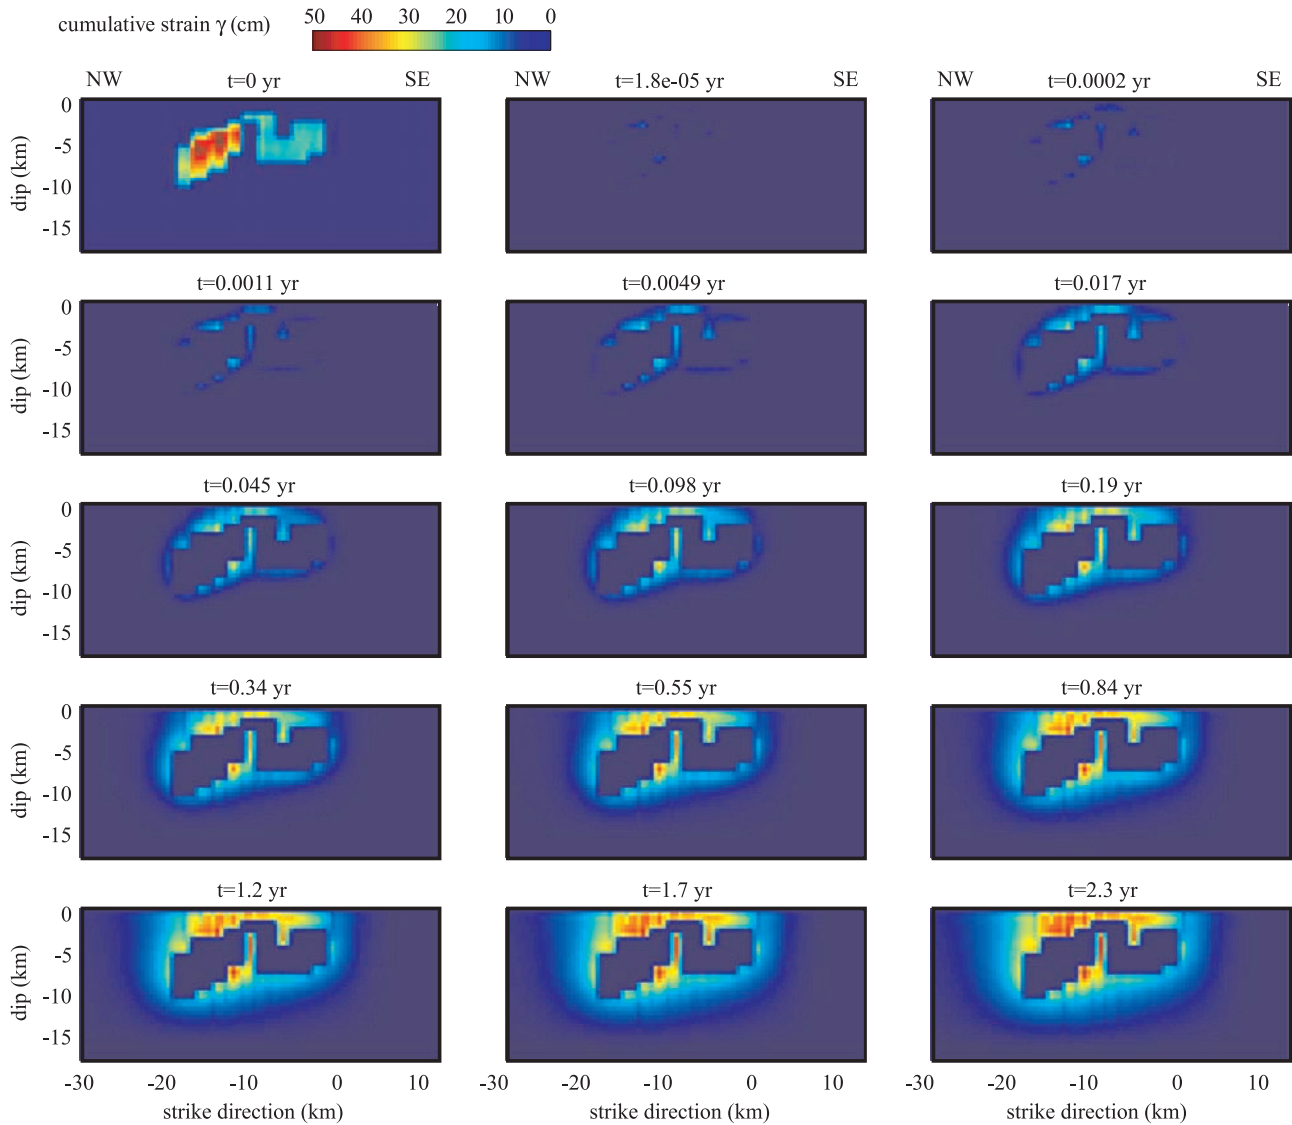 cumulative strain γ (cm)
50 40 30 20 10 0
NW t=0 yr SE
NW t=1.8e-05 yr SE
NW t=0.0002 yr SE
0
-5
-10
-15
dip (km)
t=0.0011 yr
t=0.0049 yr
t=0.017 yr
0
-5
-10
-15
dip (km)
t=0.045 yr
t=0.098 yr
t=0.19 yr
0
-5
-10
-15
dip (km)
t=0.34 yr
t=0.55 yr
t=0.84 yr
0
-5
-10
-15
dip (km)
t=1.2 yr
t=1.7 yr
t=2.3 yr
0
-5
-10
-15
dip (km)
-30 -20 -10 0 10
-30 -20 -10 0 10
-30 -20 -10 0 10
strike direction (km)
strike direction (km)
strike direction (km)